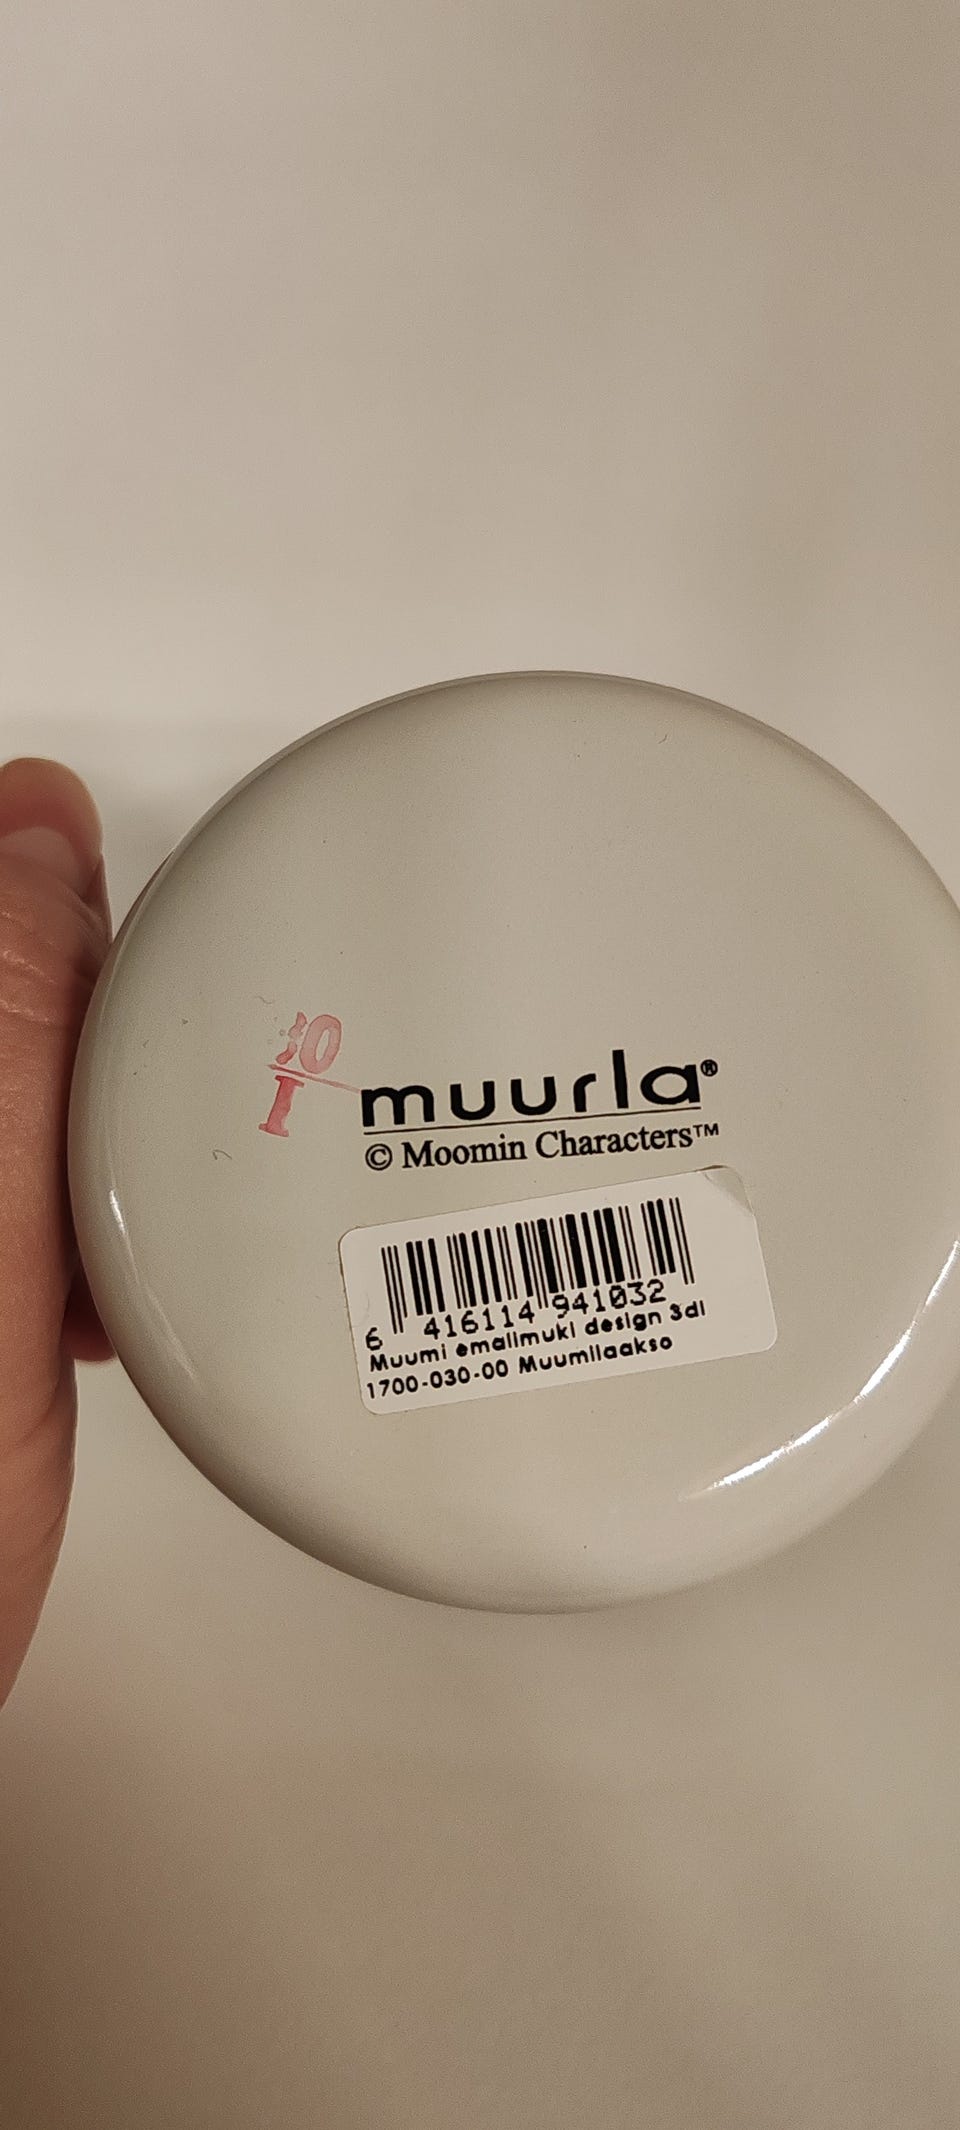 muurla®
© Moomin Characters™
6 416114 941032
Muumi emalimuki design 3dl
1700-030-00 Muumilaakso